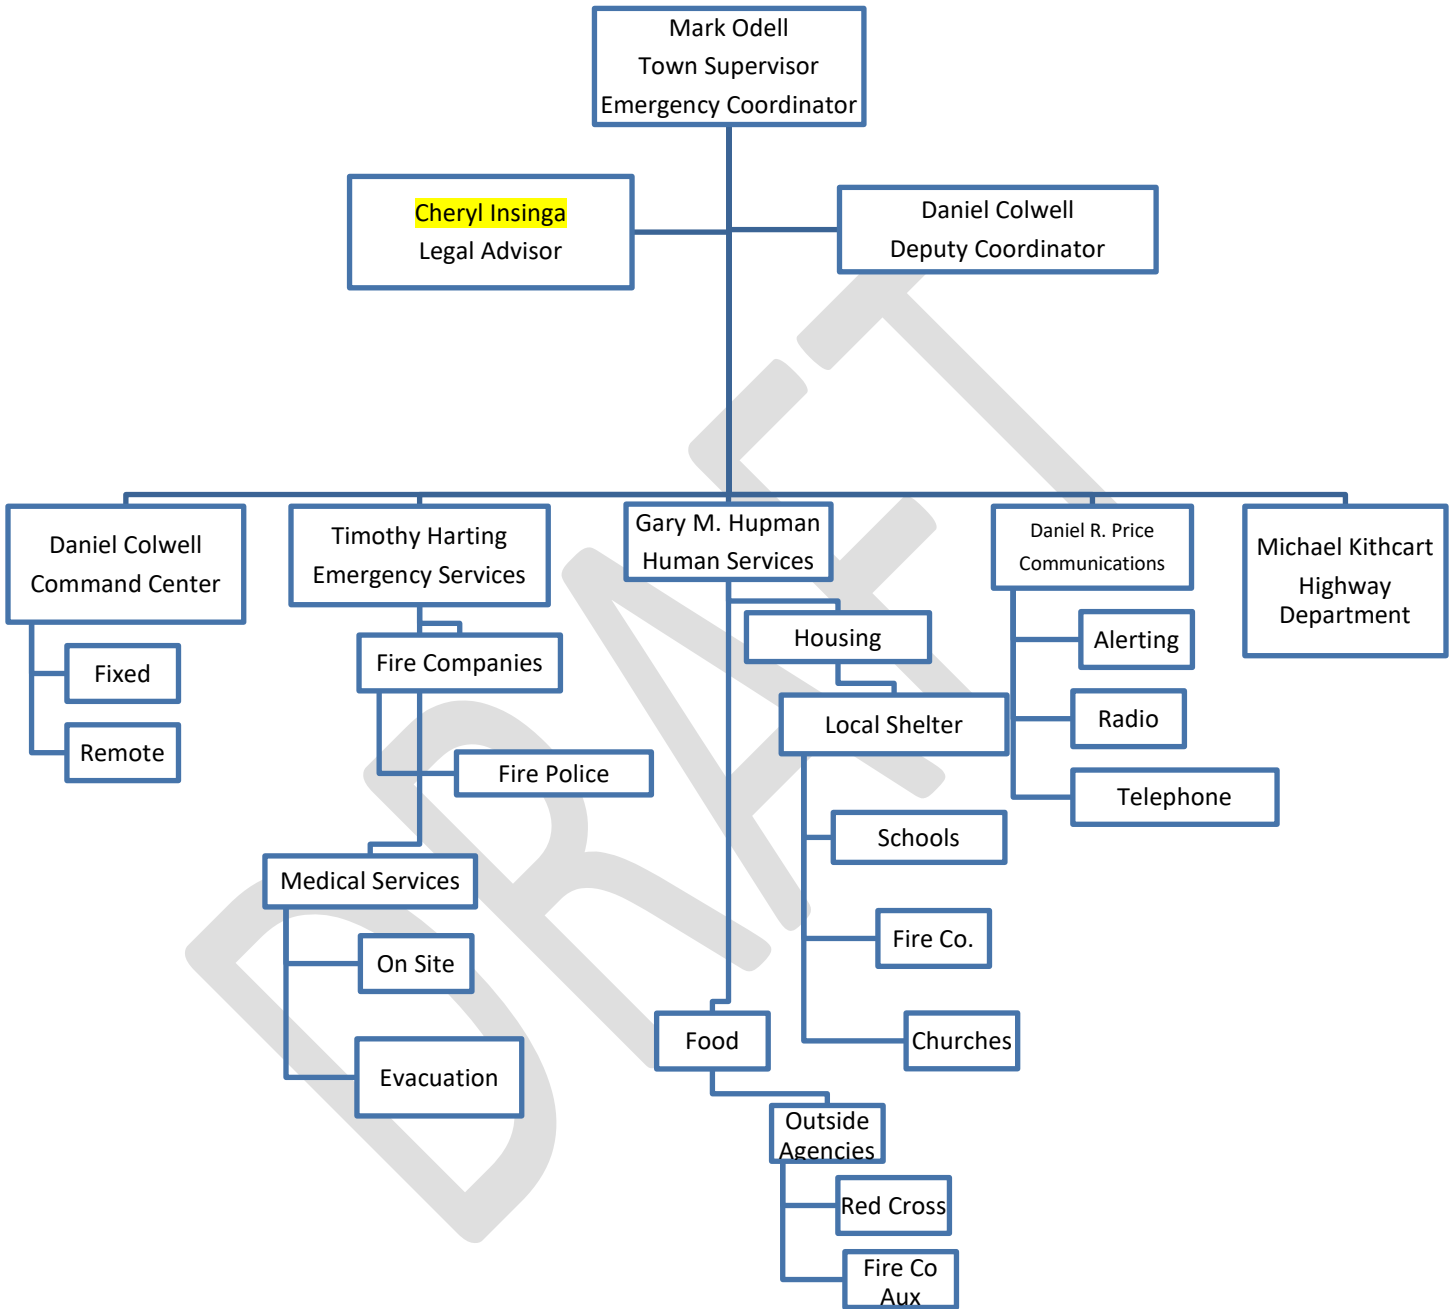 Mark Odell
Town Supervisor
Emergency Coordinator
Cheryl Insinga
Legal Advisor
Daniel Colwell
Deputy Coordinator
Daniel Colwell
Command Center
Fixed
Remote
Timothy Harting
Emergency Services
Fire Companies
Fire Police
Medical Services
On Site
Evacuation
Gary M. Hupman
Human Services
Housing
Local Shelter
Schools
Fire Co.
Churches
Food
Outside
Agencies
Red Cross
Fire Co
Aux
Daniel R. Price
Communications
Alerting
Radio
Telephone
Michael Kithcart
Highway
Department
DRAFT